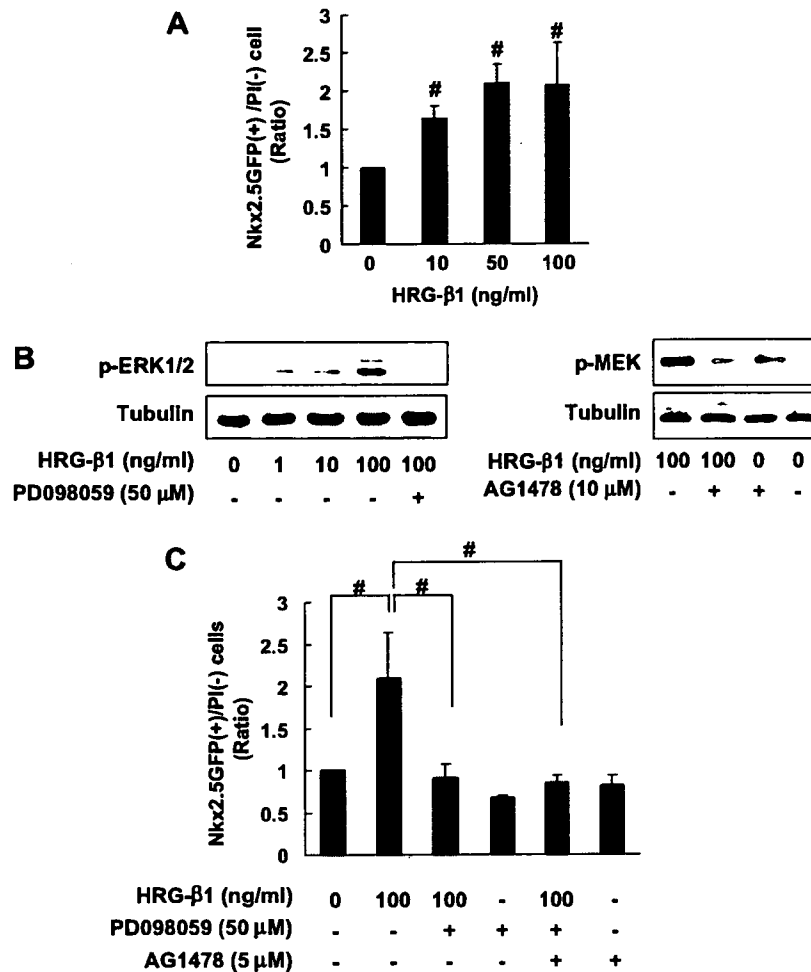 A
Nkx2.5GFP(+) /PI(-) cell
(Ratio)
3
2.5
2
1.5
1
0.5
0
#
#
#
0 10 50 100
HRG-β1 (ng/ml)
B
p-ERK1/2
Tubulin
HRG-β1 (ng/ml) 0 1 10 100 100
PD098059 (50 μM) - - - - +
p-MEK
Tubulin
HRG-β1 (ng/ml) 100 100 0 0
AG1478 (10 μM) - + + -
C
#
# #
Nkx2.5GFP(+)/PI(-) cells
(Ratio)
3
2.5
2
1.5
1
0.5
0
HRG-β1 (ng/ml) 0 100 100 - 100 -
PD098059 (50 μM) - - + + + -
AG1478 (5 μM) - - - - + +